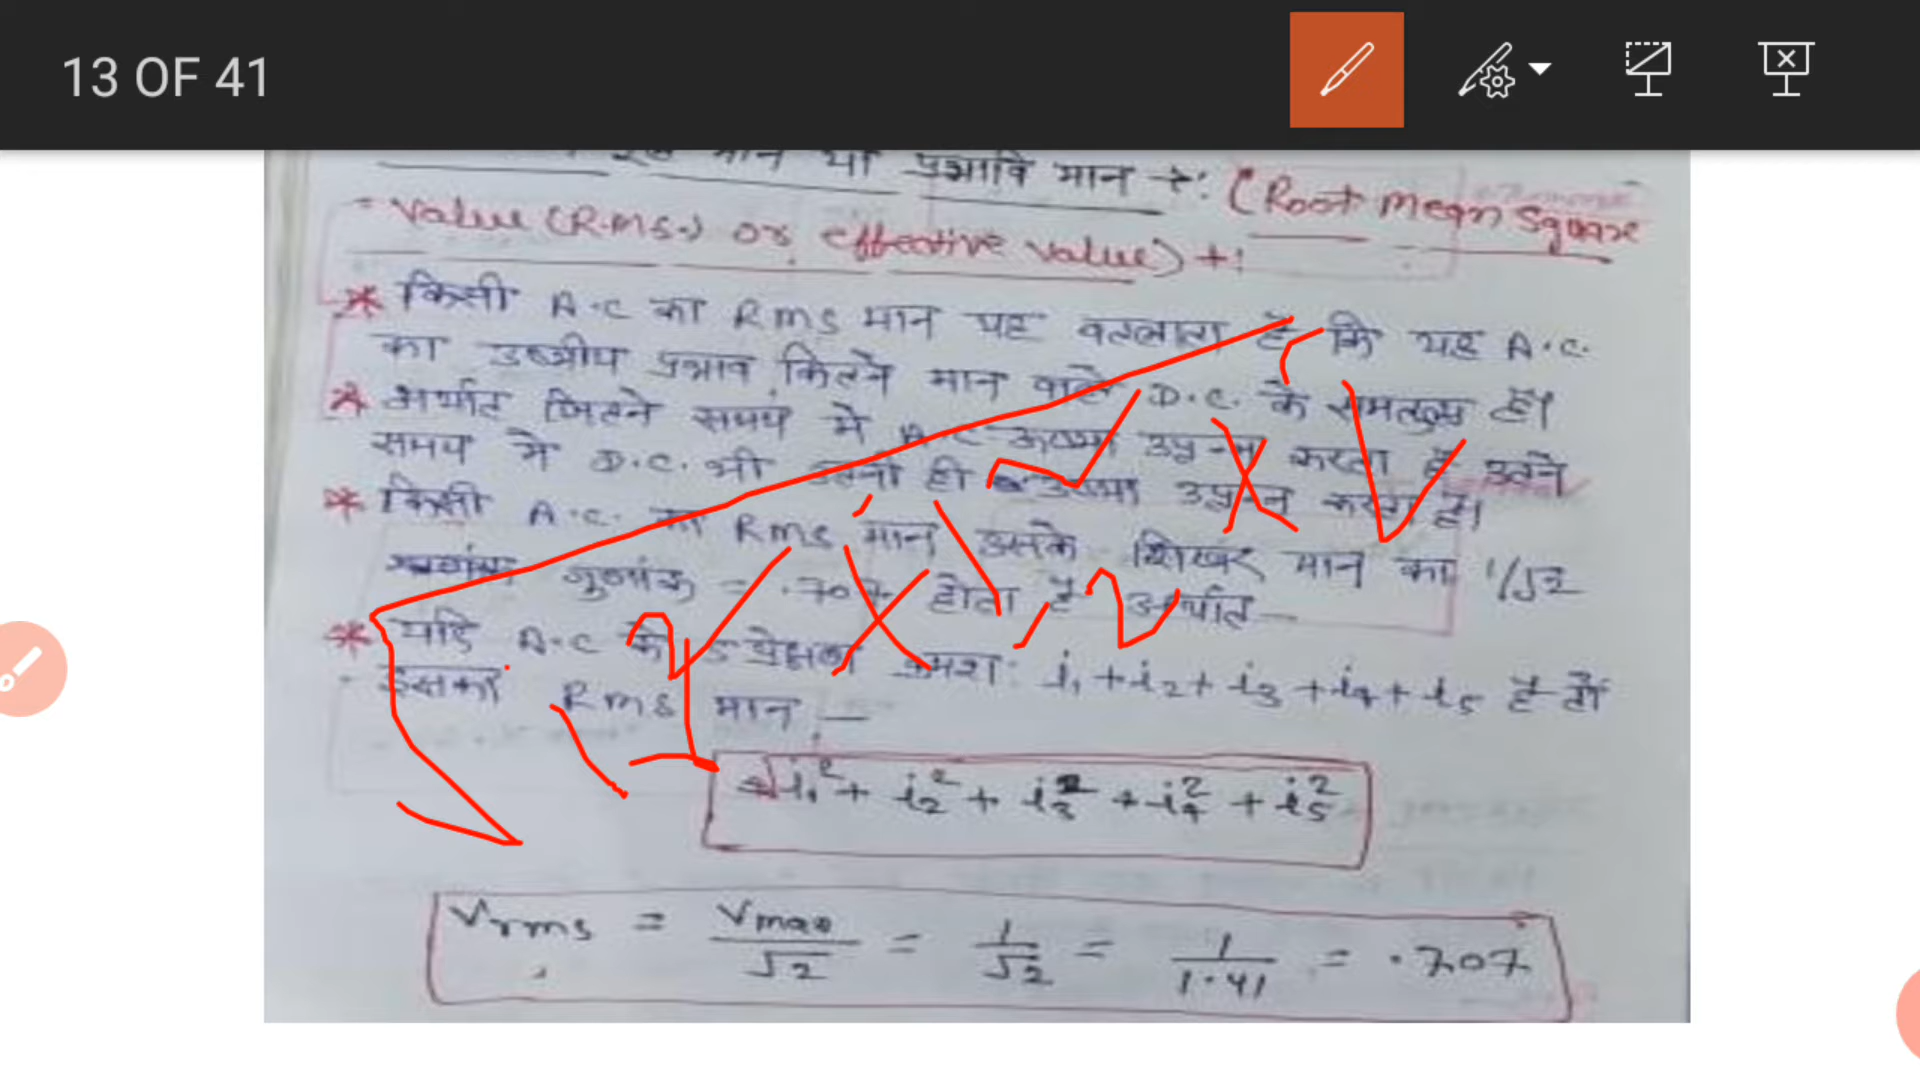 13 OF 41
मान या प्रभावि मान →: (Root mean square
- value (R.M.S.) or effective value) →:
* किसी A.C का Rms मान यह बतलाता है कि यह A.C.
का उष्मीय प्रभाव कितने मान वाले D.C. के समतुल्य है।
* अर्थात जितने समय मे A.C ऊष्मा उत्पन्न करता है उतने
समय मे D.C. भी उतनी ही उष्मा उत्पन्न करता है।
* किसी A.C. का Rms मान उसके शिखर मान का 1/√2
गुणांक = .707 होता है अर्थात —
* यदि A.C के क्रमश: i₁ + i₂ + i₃ + i₄ + i₅ है तो
इसका Rms मान —
√i₁² + i₂² + i₃² + i₄² + i₅²
Vrms = Vmax/√2 = 1/√2 = 1/1.41 = .707